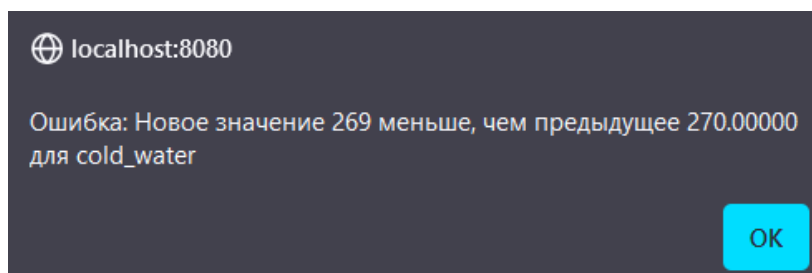 localhost:8080
Ошибка: Новое значение 269 меньше, чем предыдущее 270.00000
для cold_water
OK